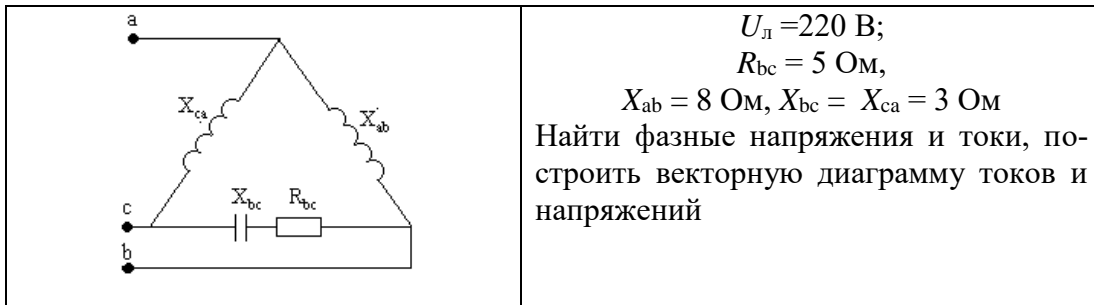 a
X_ca
X_ab
X_bc R_bc
c
b
U_л =220 В;
R_bc = 5 Ом,
X_ab = 8 Ом, X_bc = X_ca = 3 Ом
Найти фазные напряжения и токи, по-
строить векторную диаграмму токов и
напряжений